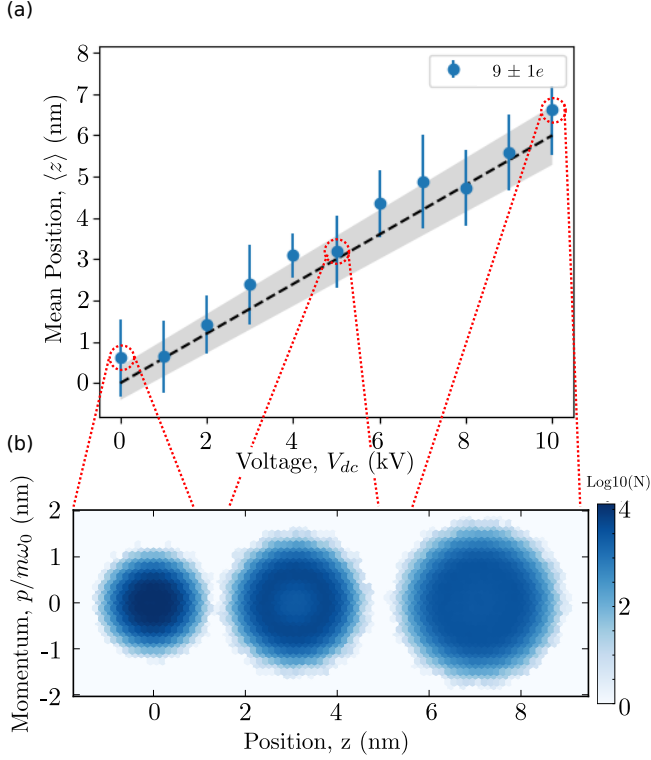 (a)
9 ± 1e
Mean Position, ⟨z⟩ (nm)
8
7
6
5
4
3
2
1
0
0 2 4 6 8 10
Voltage, V_dc (kV)
(b)
Log10(N)
Momentum, p/mω₀ (nm)
2
1
0
-1
-2
4
2
0
0 2 4 6 8
Position, z (nm)